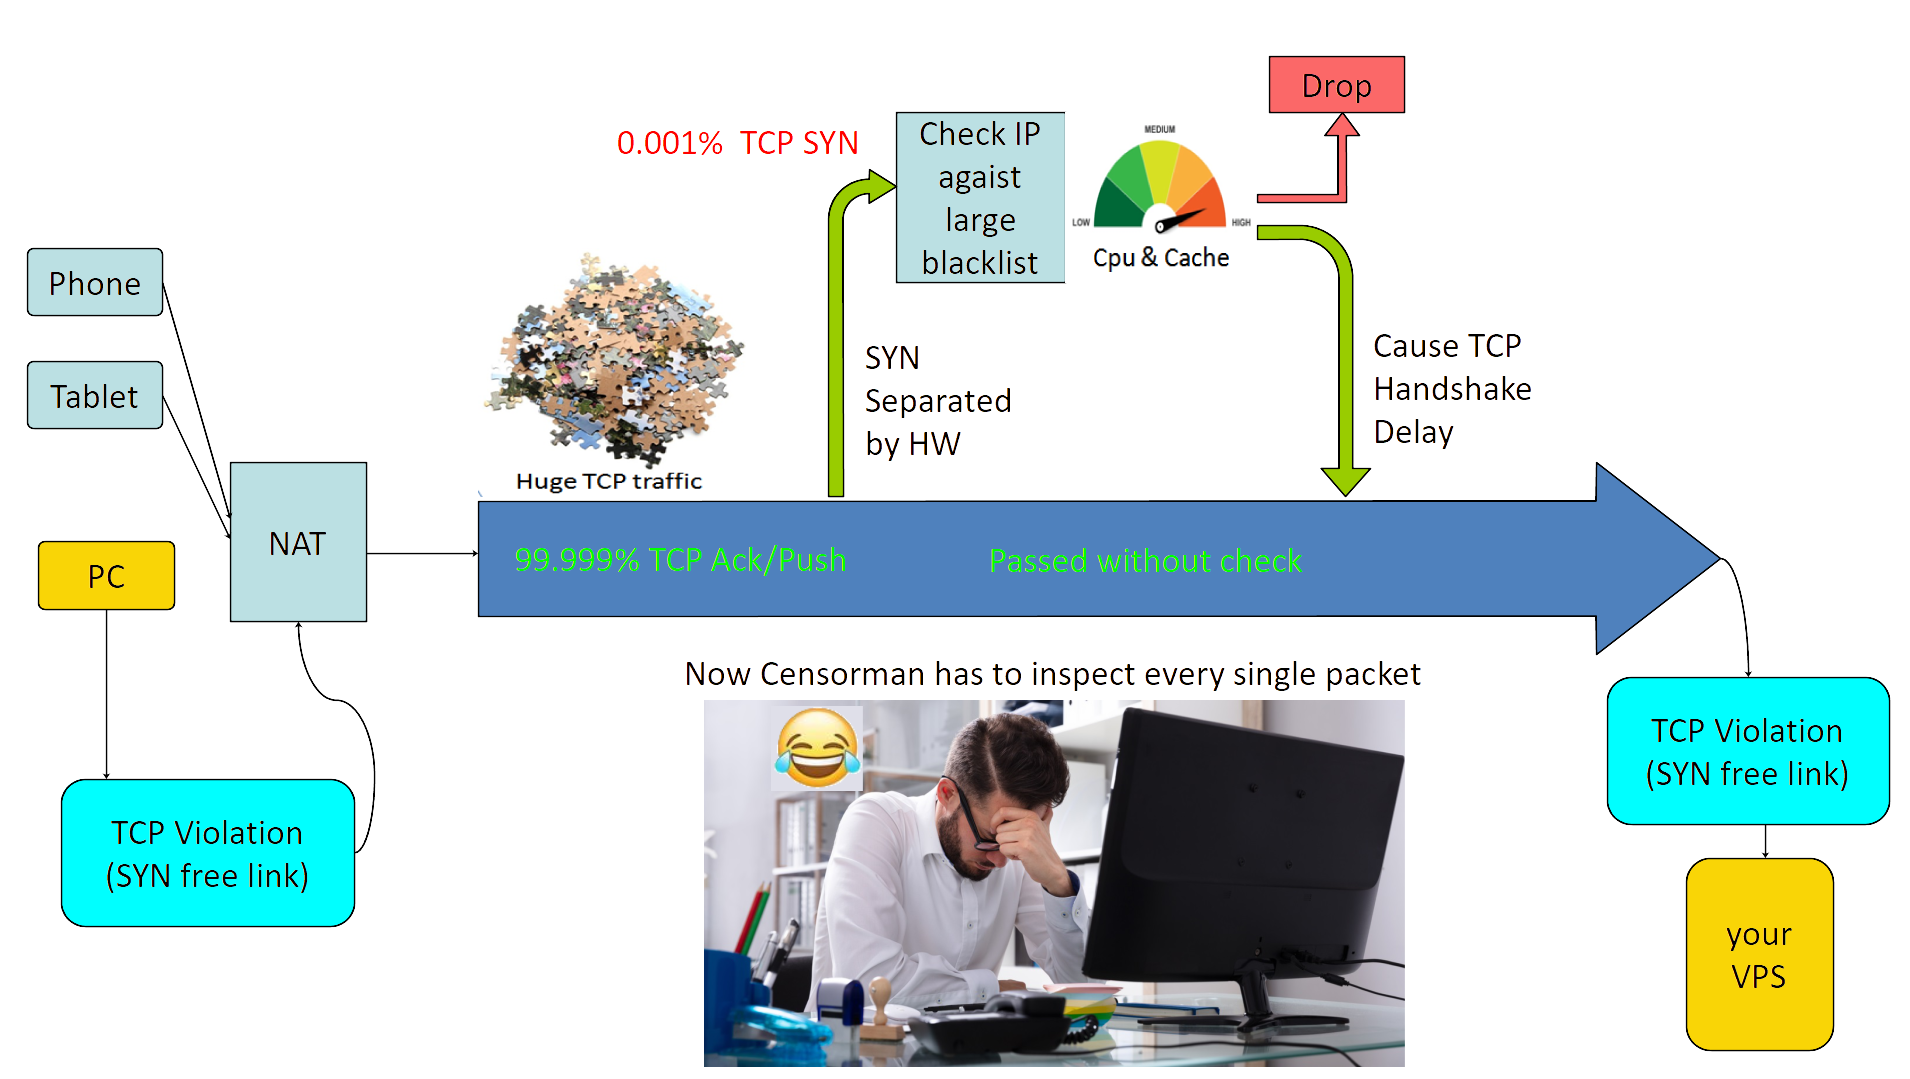 Drop
0.001%  TCP SYN
Check IP
agaist
large
blacklist
MEDIUM
LOW
HIGH
Cpu & Cache
Phone
Tablet
PC
NAT
Huge TCP traffic
SYN
Separated
by HW
Cause TCP
Handshake
Delay
99.999% TCP Ack/Push
Passed without check
Now Censorman has to inspect every single packet
TCP Violation
(SYN free link)
TCP Violation
(SYN free link)
your
VPS